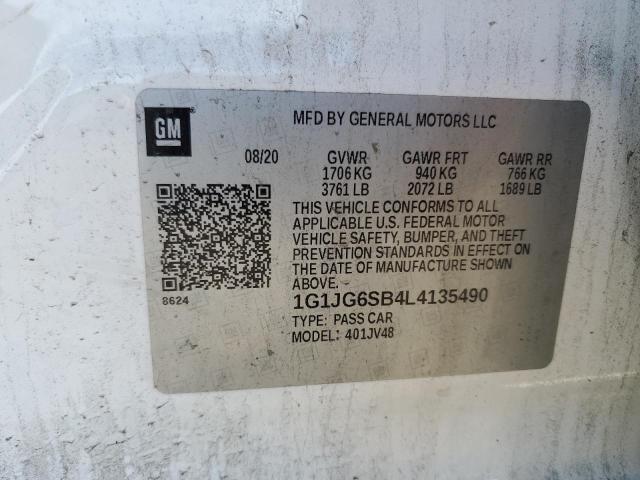 GM
MFD BY GENERAL MOTORS LLC
08/20 GVWR GAWR FRT GAWR RR
1706 KG 940 KG 766 KG
3761 LB 2072 LB 1689 LB
THIS VEHICLE CONFORMS TO ALL
APPLICABLE U.S. FEDERAL MOTOR
VEHICLE SAFETY, BUMPER, AND THEFT
PREVENTION STANDARDS IN EFFECT ON
THE DATE OF MANUFACTURE SHOWN
ABOVE.
8624
1G1JG6SB4L4135490
TYPE: PASS CAR
MODEL: 401JV48